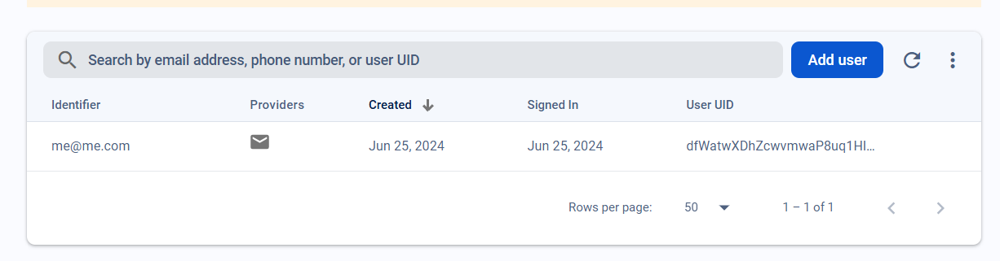 Search by email address, phone number, or user UID
Add user
Identifier Providers Created Signed In User UID
me@me.com Jun 25, 2024 Jun 25, 2024 dfWatwXDhZcwvmwaP8uq1HI...
Rows per page: 50 1 – 1 of 1